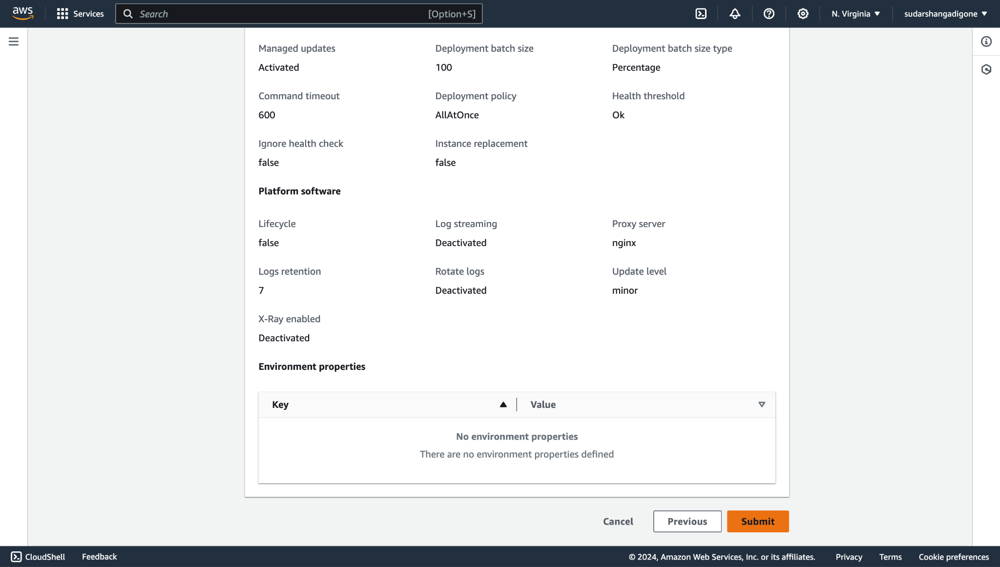 aws Services Search [Option+S] N. Virginia sudarshangadigone
Managed updates Deployment batch size Deployment batch size type
Activated 100 Percentage
Command timeout Deployment policy Health threshold
600 AllAtOnce Ok
Ignore health check Instance replacement
false false
Platform software
Lifecycle Log streaming Proxy server
false Deactivated nginx
Logs retention Rotate logs Update level
7 Deactivated minor
X-Ray enabled
Deactivated
Environment properties
Key Value
No environment properties
There are no environment properties defined
Cancel Previous Submit
CloudShell Feedback © 2024, Amazon Web Services, Inc. or its affiliates. Privacy Terms Cookie preferences